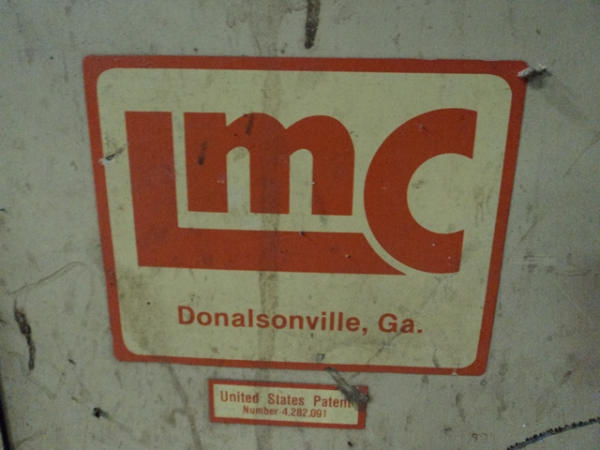 LmC
Donalsonville, Ga.
United States Patent
Number 4,282,091